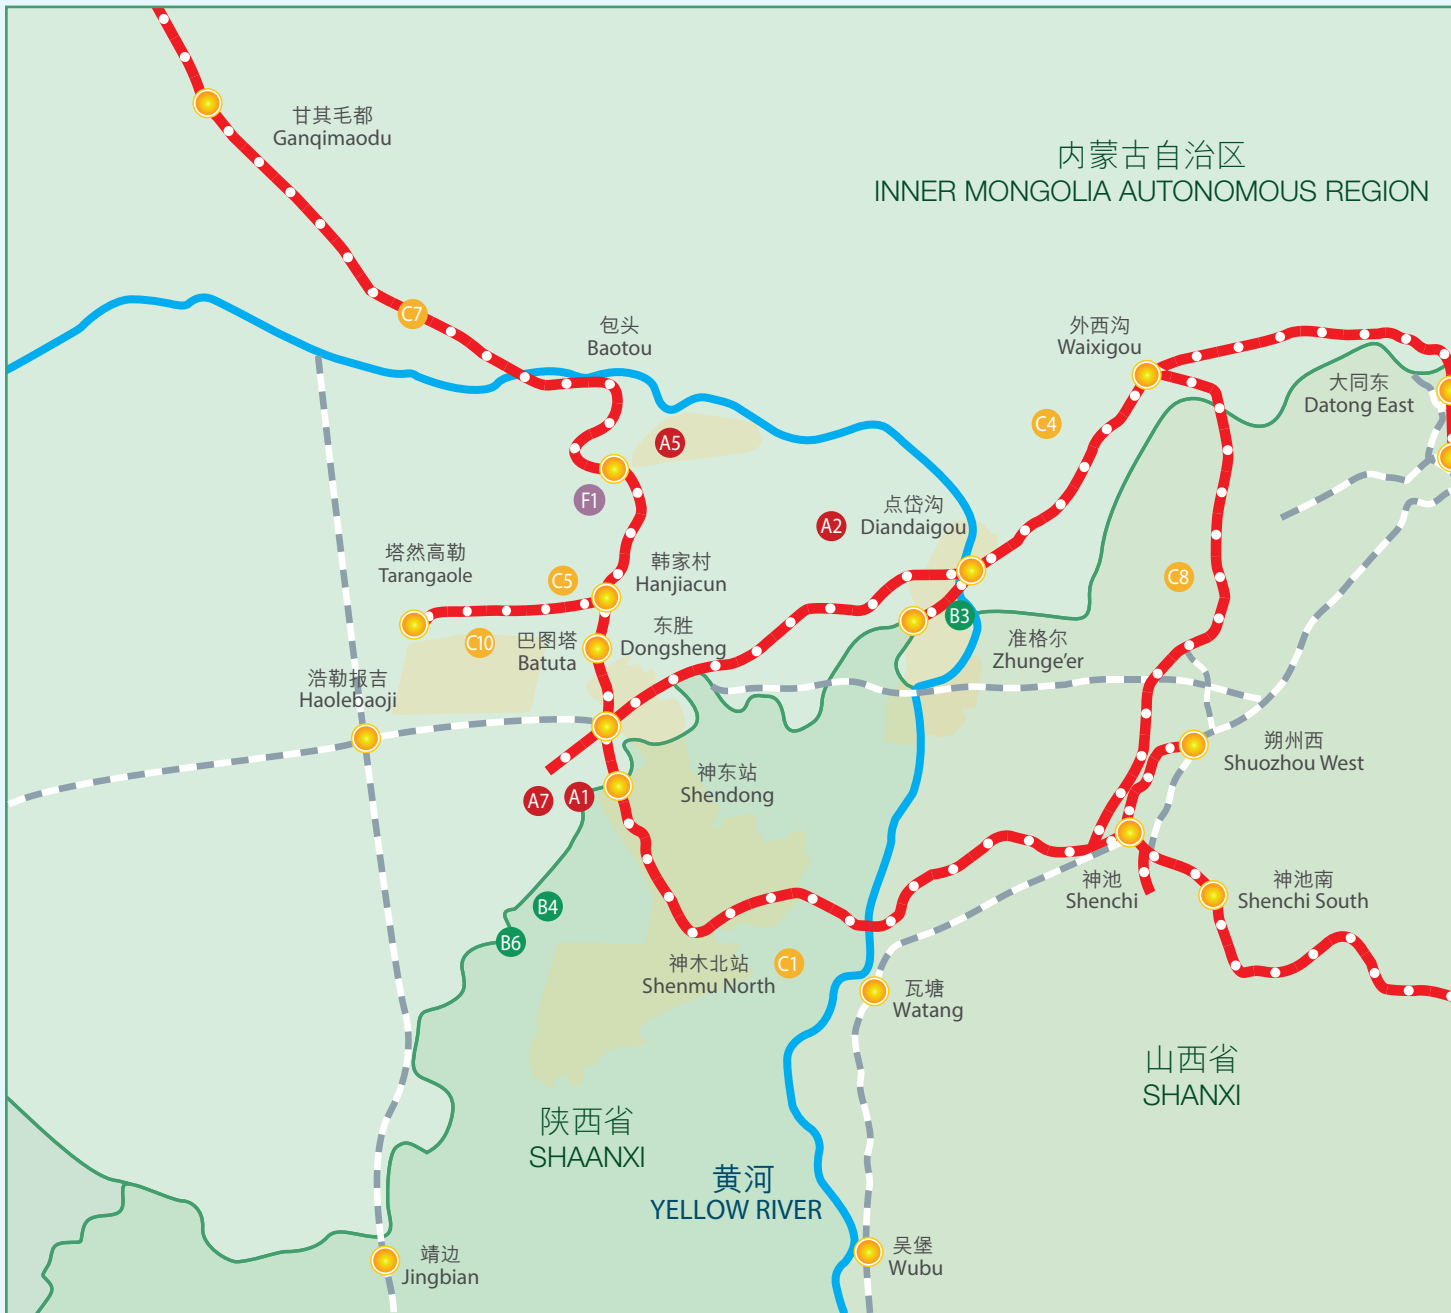 甘其毛都
Ganqimaodu
内蒙古自治区
INNER MONGOLIA AUTONOMOUS REGION
C7
包头
Baotou
外西沟
Waixigou
大同东
Datong East
C4
A5
F1
点岱沟
Diandaigou
A2
塔然高勒
Tarangaole
C5
韩家村
Hanjiacun
C8
B3
C10
巴图塔
Batuta
东胜
Dongsheng
准格尔
Zhunge'er
浩勒报吉
Haolebaoji
朔州西
Shuozhou West
神东站
Shendong
A7
A1
神池
Shenchi
神池南
Shenchi South
B4
B6
神木北站
Shenmu North
C1
瓦塘
Watang
山西省
SHANXI
陕西省
SHAANXI
黄河
YELLOW RIVER
靖边
Jingbian
吴堡
Wubu